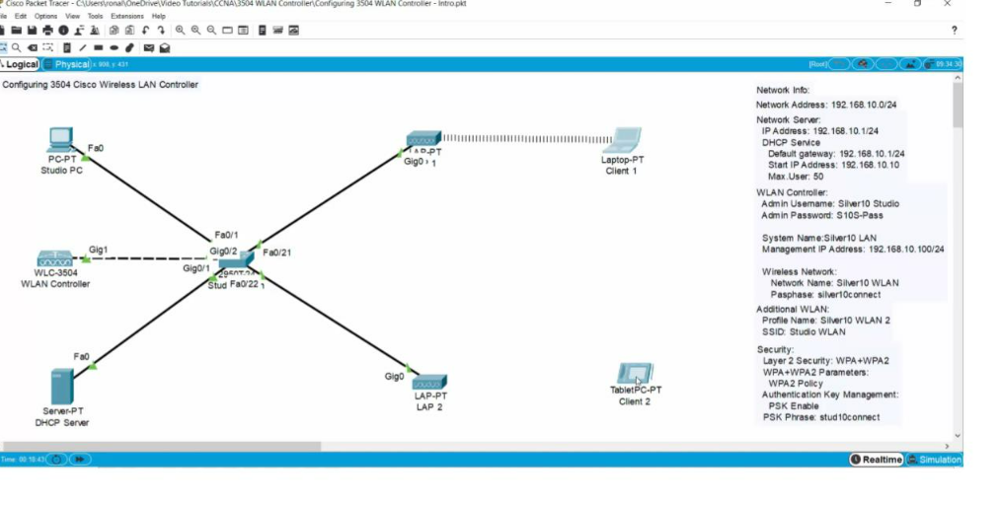 Cisco Packet Tracer - C:\Users\ronal\OneDrive\Video Tutorials\CCNA\3504 WLAN Controller\Configuring 3504 WLAN Controller - Intro.pkt
Edit Options View Tools Extensions Help
Logical Physical x: 900, y: 431
[Root] 09:34:30
Configuring 3504 Cisco Wireless LAN Controller
PC-PT
Studio PC
Fa0
Gig0
Laptop-PT
Client 1
Fa0/1
Gig0/2
Fa0/21
Gig1
WLC-3504
WLAN Controller
Gig0/1
Stud Fa0/22
Fa0
Server-PT
DHCP Server
Gig0
LAP-PT
LAP 2
TabletPC-PT
Client 2
Network Info:
Network Address: 192.168.10.0/24
Network Server:
IP Address: 192.168.10.1/24
DHCP Service
Default gateway: 192.168.10.1/24
Start IP Address: 192.168.10.10
Max.User: 50
WLAN Controller:
Admin Username: Silver10 Studio
Admin Password: S10S-Pass
System Name:Silver10 LAN
Management IP Address: 192.168.10.100/24
Wireless Network:
Network Name: Silver10 WLAN
Pasphase: silver10connect
Additional WLAN:
Profile Name: Silver10 WLAN 2
SSID: Studio WLAN
Security:
Layer 2 Security: WPA+WPA2
WPA+WPA2 Parameters:
WPA2 Policy
Authentication Key Management:
PSK Enable
PSK Phrase: stud10connect
Time: 00:10:43
Realtime Simulation